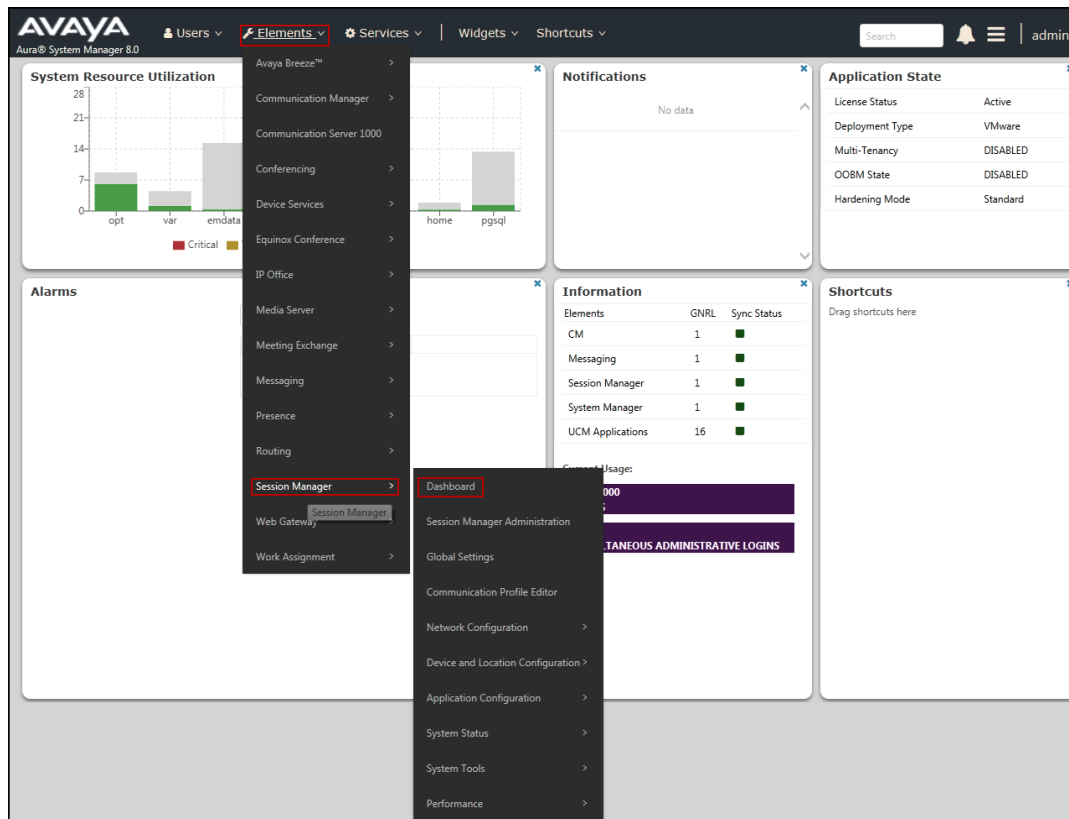 AVAYA
Aura® System Manager 8.0
Users
Elements
Services
Widgets
Shortcuts
Search
admin
System Resource Utilization
28
21
14
7
0
opt
var
emdata
home
pgsql
Critical
Notifications
No data
Application State
License Status Active
Deployment Type VMware
Multi-Tenancy DISABLED
OOBM State DISABLED
Hardening Mode Standard
Avaya Breeze™
Communication Manager
Communication Server 1000
Conferencing
Device Services
Equinox Conference
IP Office
Media Server
Meeting Exchange
Messaging
Presence
Routing
Session Manager
Session Manager
Web Gateway
Work Assignment
Alarms
Information
Elements GNRL Sync Status
CM 1
Messaging 1
Session Manager 1
System Manager 1
UCM Applications 16
Usage:
000
TANEOUS ADMINISTRATIVE LOGINS
Shortcuts
Drag shortcuts here
Dashboard
Session Manager Administration
Global Settings
Communication Profile Editor
Network Configuration
Device and Location Configuration
Application Configuration
System Status
System Tools
Performance